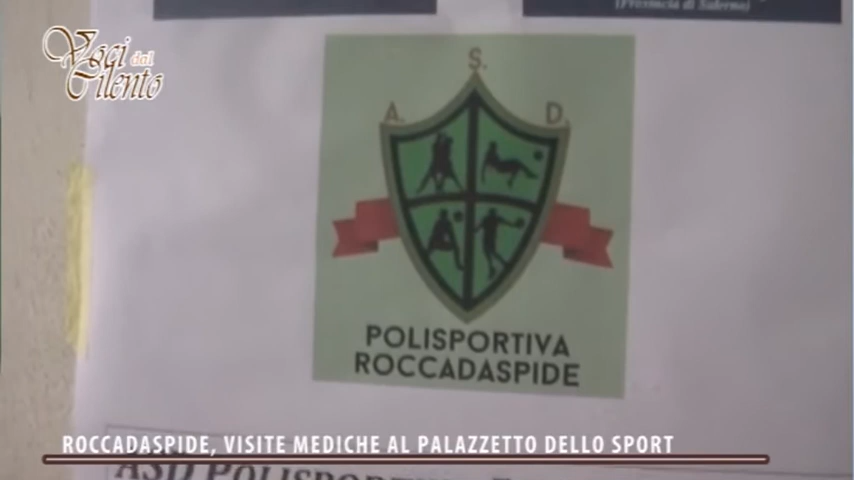 (Provincia di Salerno)
Voci dal
Cilento
S.
A. D.
POLISPORTIVA
ROCCADASPIDE
ROCCADASPIDE, VISITE MEDICHE AL PALAZZETTO DELLO SPORT
ASD POLISPORTIVA